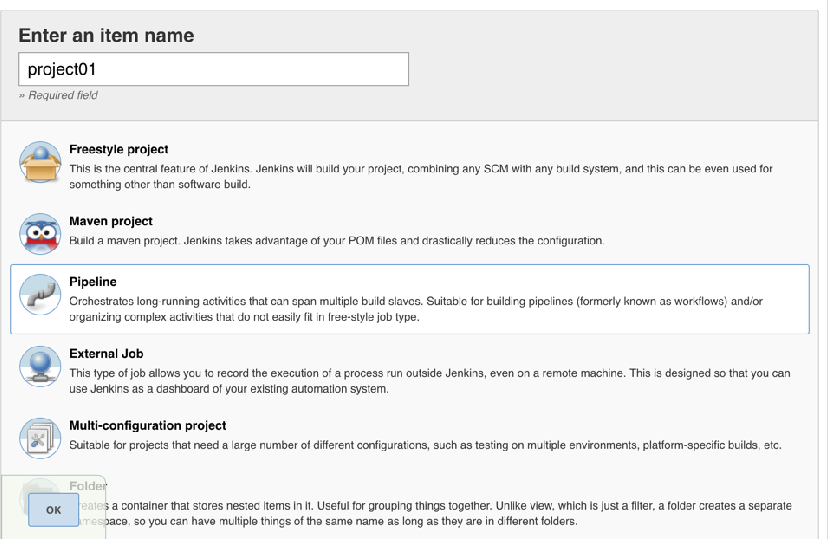 Enter an item name
project01
» Required field
Freestyle project
This is the central feature of Jenkins. Jenkins will build your project, combining any SCM with any build system, and this can be even used for
something other than software build.
Maven project
Build a maven project. Jenkins takes advantage of your POM files and drastically reduces the configuration.
Pipeline
Orchestrates long-running activities that can span multiple build slaves. Suitable for building pipelines (formerly known as workflows) and/or
organizing complex activities that do not easily fit in free-style job type.
External Job
This type of job allows you to record the execution of a process run outside Jenkins, even on a remote machine. This is designed so that you can
use Jenkins as a dashboard of your existing automation system.
Multi-configuration project
Suitable for projects that need a large number of different configurations, such as testing on multiple environments, platform-specific builds, etc.
Folder
a container that stores nested items in it. Useful for grouping things together. Unlike view, which is just a filter, a folder creates a separate
so you can have multiple things of the same name as long as they are in different folders.
OK